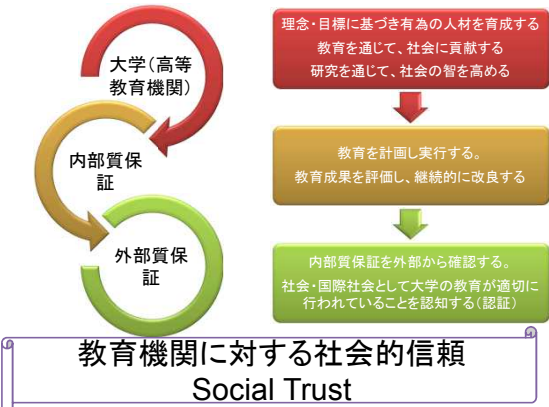 大学(高等
教育機関)
内部質保
証
外部質保
証
理念・目標に基づき有為の人材を育成する
教育を通じて、社会に貢献する
研究を通じて、社会の智を高める
教育を計画し実行する。
教育成果を評価し、継続的に改良する
内部質保証を外部から確認する。
社会・国際社会として大学の教育が適切に
行われていることを認知する(認証)
教育機関に対する社会的信頼
Social Trust